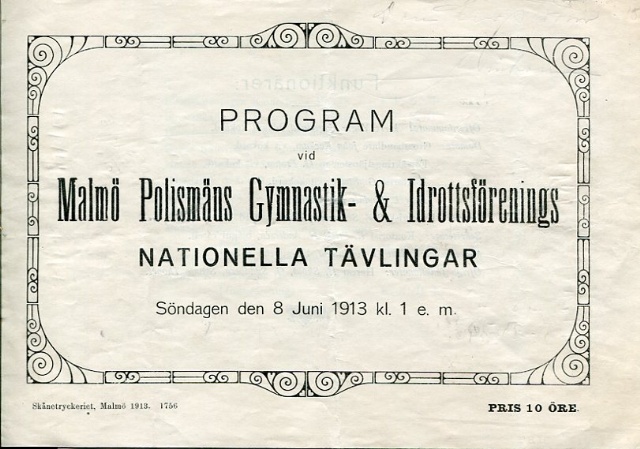 PROGRAM
vid
Malmö Polismäns Gymnastik- & Idrottsförenings
NATIONELLA TÄVLINGAR
Söndagen den 8 Juni 1913 kl. 1 e. m.
Skånetryckeriet, Malmö 1913. 1756
PRIS 10 ÖRE.